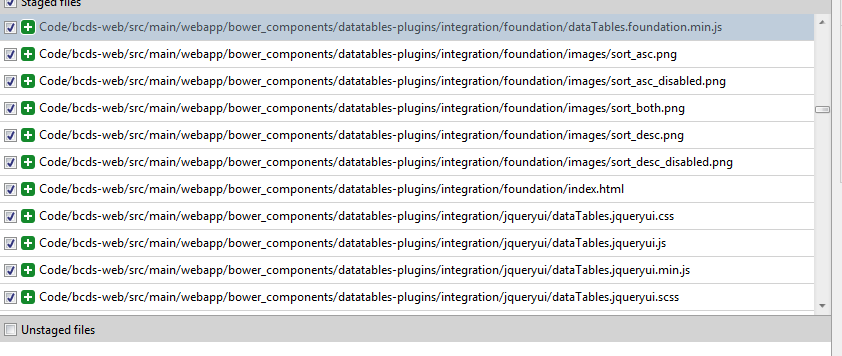 Staged files
Code/bcds-web/src/main/webapp/bower_components/datatables-plugins/integration/foundation/dataTables.foundation.min.js
Code/bcds-web/src/main/webapp/bower_components/datatables-plugins/integration/foundation/images/sort_asc.png
Code/bcds-web/src/main/webapp/bower_components/datatables-plugins/integration/foundation/images/sort_asc_disabled.png
Code/bcds-web/src/main/webapp/bower_components/datatables-plugins/integration/foundation/images/sort_both.png
Code/bcds-web/src/main/webapp/bower_components/datatables-plugins/integration/foundation/images/sort_desc.png
Code/bcds-web/src/main/webapp/bower_components/datatables-plugins/integration/foundation/images/sort_desc_disabled.png
Code/bcds-web/src/main/webapp/bower_components/datatables-plugins/integration/foundation/index.html
Code/bcds-web/src/main/webapp/bower_components/datatables-plugins/integration/jqueryui/dataTables.jqueryui.css
Code/bcds-web/src/main/webapp/bower_components/datatables-plugins/integration/jqueryui/dataTables.jqueryui.js
Code/bcds-web/src/main/webapp/bower_components/datatables-plugins/integration/jqueryui/dataTables.jqueryui.min.js
Code/bcds-web/src/main/webapp/bower_components/datatables-plugins/integration/jqueryui/dataTables.jqueryui.scss
Unstaged files